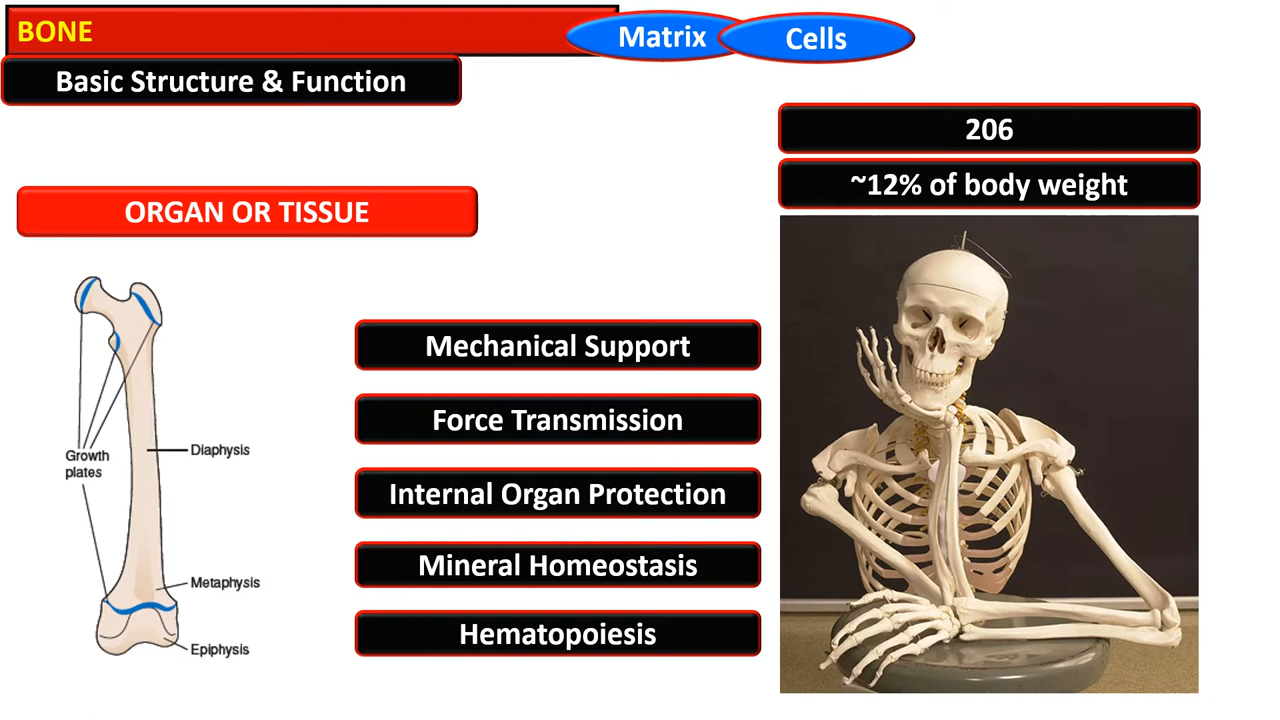 BONE
Matrix
Cells
Basic Structure & Function
206
~12% of body weight
ORGAN OR TISSUE
Mechanical Support
Force Transmission
Internal Organ Protection
Mineral Homeostasis
Hematopoiesis
Growth
plates
Diaphysis
Metaphysis
Epiphysis